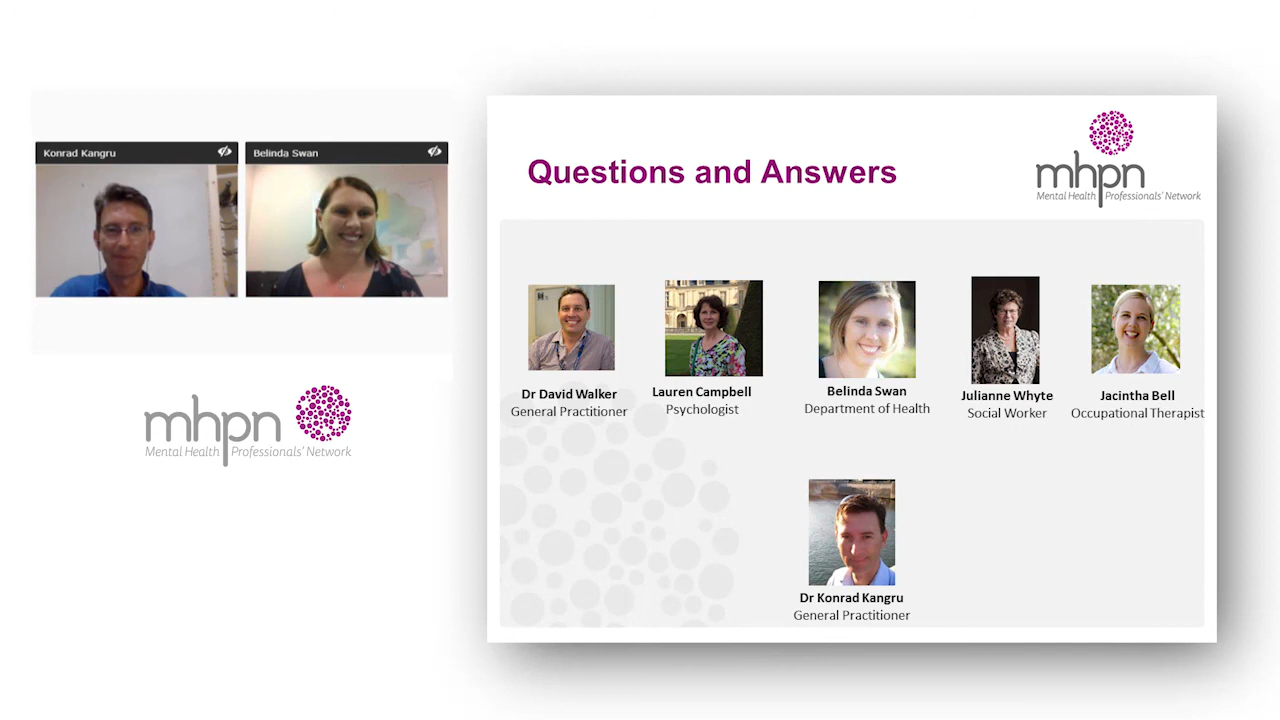 Konrad Kangru
Belinda Swan
mhpn
Mental Health Professionals' Network
Questions and Answers
mhpn
Mental Health Professionals' Network
Dr David Walker
General Practitioner
Lauren Campbell
Psychologist
Belinda Swan
Department of Health
Julianne Whyte
Social Worker
Jacintha Bell
Occupational Therapist
Dr Konrad Kangru
General Practitioner